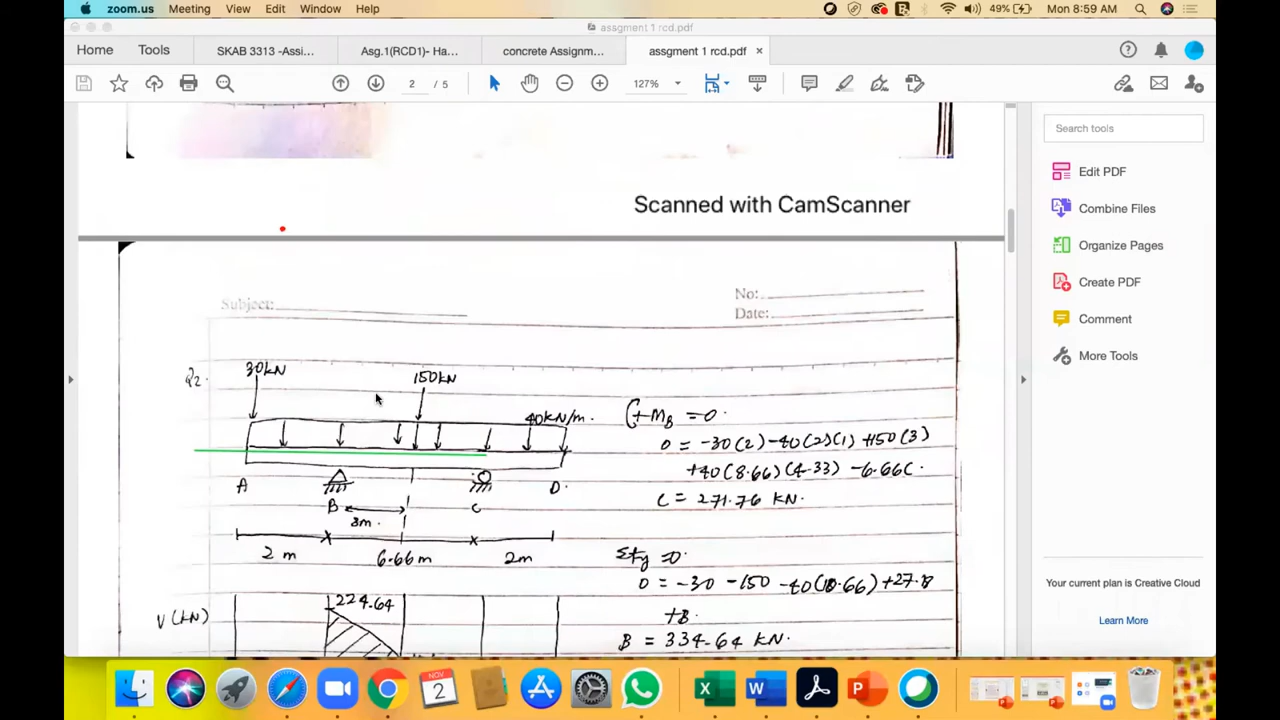 zoom.us Meeting View Edit Window Help 49% Mon 8:59 AM
assgment 1 rcd.pdf
Home Tools SKAB 3313 -Assi... Asg.1(RCD1)- Ha... concrete Assignm... assgment 1 rcd.pdf ×
2 / 5 127%
Search tools
Edit PDF
Combine Files
Organize Pages
Create PDF
Comment
More Tools
Your current plan is Creative Cloud
Learn More
Scanned with CamScanner
Subject:
No:
Date:
Q2.
30kN
150kN
40kN/m.
A
B
C
D.
3m.
2 m
6.66m
2m
(+MB =0.
0 = -30(2)-40(2)(1) +150(3)
+40(8.66)(4.33) -6.66C.
C = 271.76 KN.
Σfy =0.
0 = -30 -150 -40(10.66) +27.8
+B.
B = 334.64 KN.
V(kN)
224.64
NOV
2